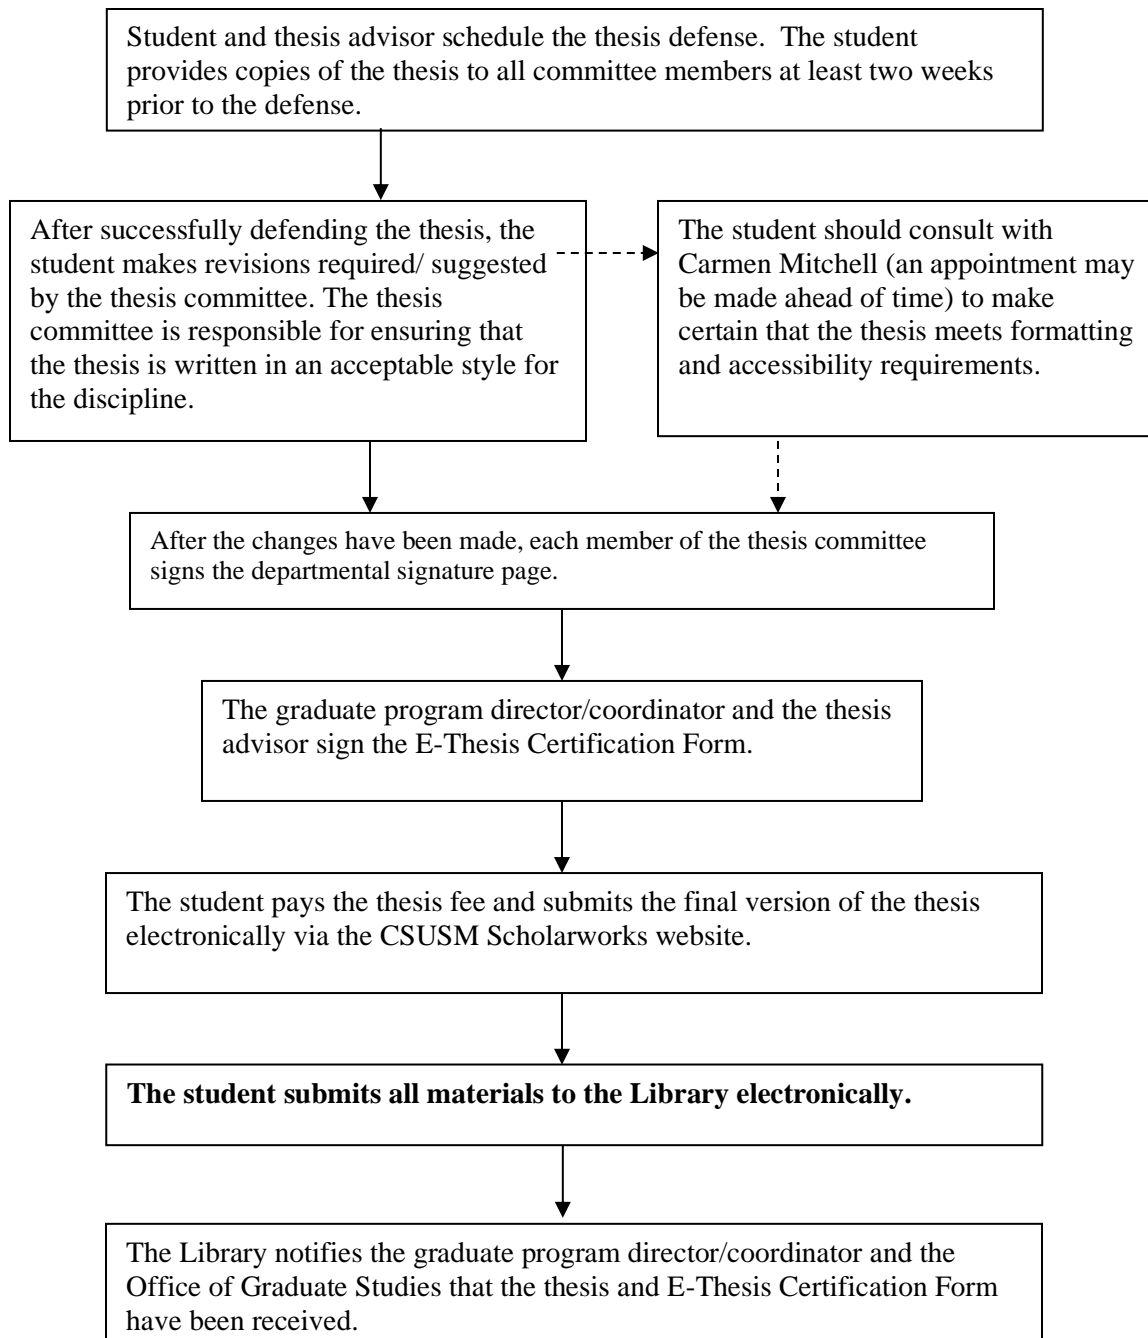 Student and thesis advisor schedule the thesis defense.  The student
provides copies of the thesis to all committee members at least two weeks
prior to the defense.
After successfully defending the thesis, the
student makes revisions required/ suggested
by the thesis committee. The thesis
committee is responsible for ensuring that
the thesis is written in an acceptable style for
the discipline.
The student should consult with
Carmen Mitchell (an appointment may
be made ahead of time) to make
certain that the thesis meets formatting
and accessibility requirements.
After the changes have been made, each member of the thesis committee
signs the departmental signature page.
The graduate program director/coordinator and the thesis
advisor sign the E-Thesis Certification Form.
The student pays the thesis fee and submits the final version of the thesis
electronically via the CSUSM Scholarworks website.
The student submits all materials to the Library electronically.
The Library notifies the graduate program director/coordinator and the
Office of Graduate Studies that the thesis and E-Thesis Certification Form
have been received.